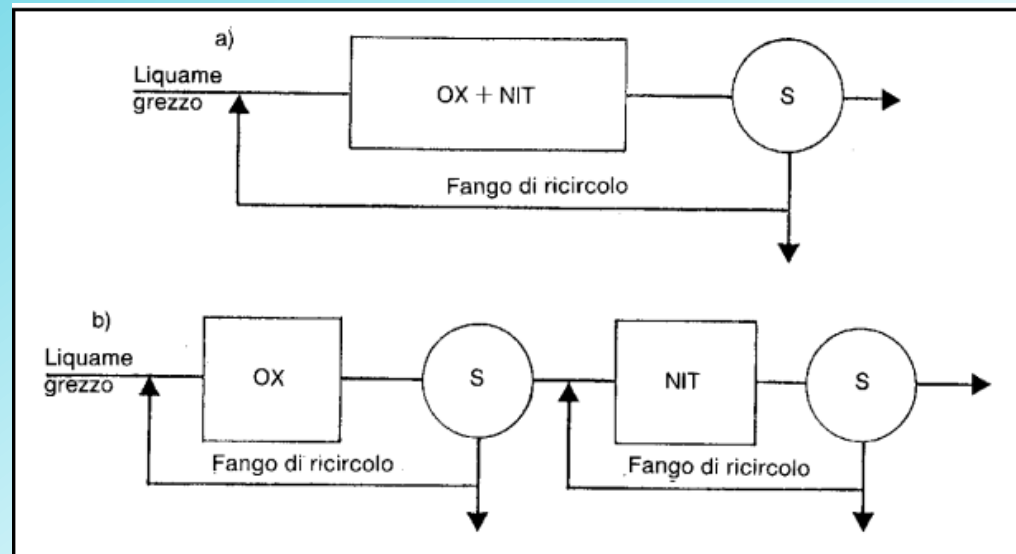 a)
Liquame
grezzo
OX + NIT
S
Fango di ricircolo
b)
Liquame
grezzo
OX
S
NIT
S
Fango di ricircolo
Fango di ricircolo